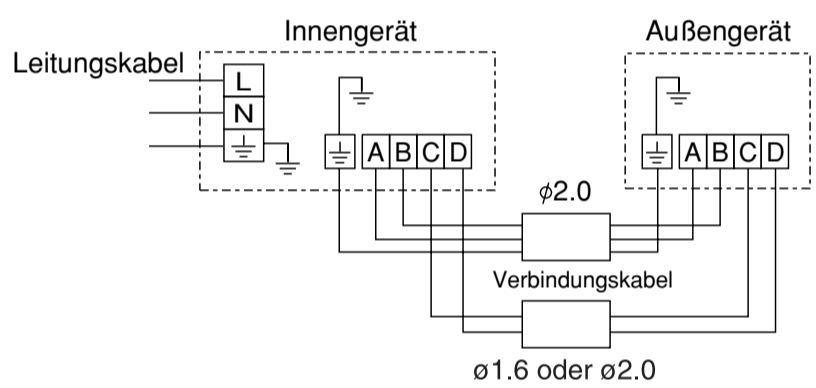 Innengerät
Außengerät
Leitungskabel
L
N
A B C D
A B C D
ϕ2.0
Verbindungskabel
ø1.6 oder ø2.0